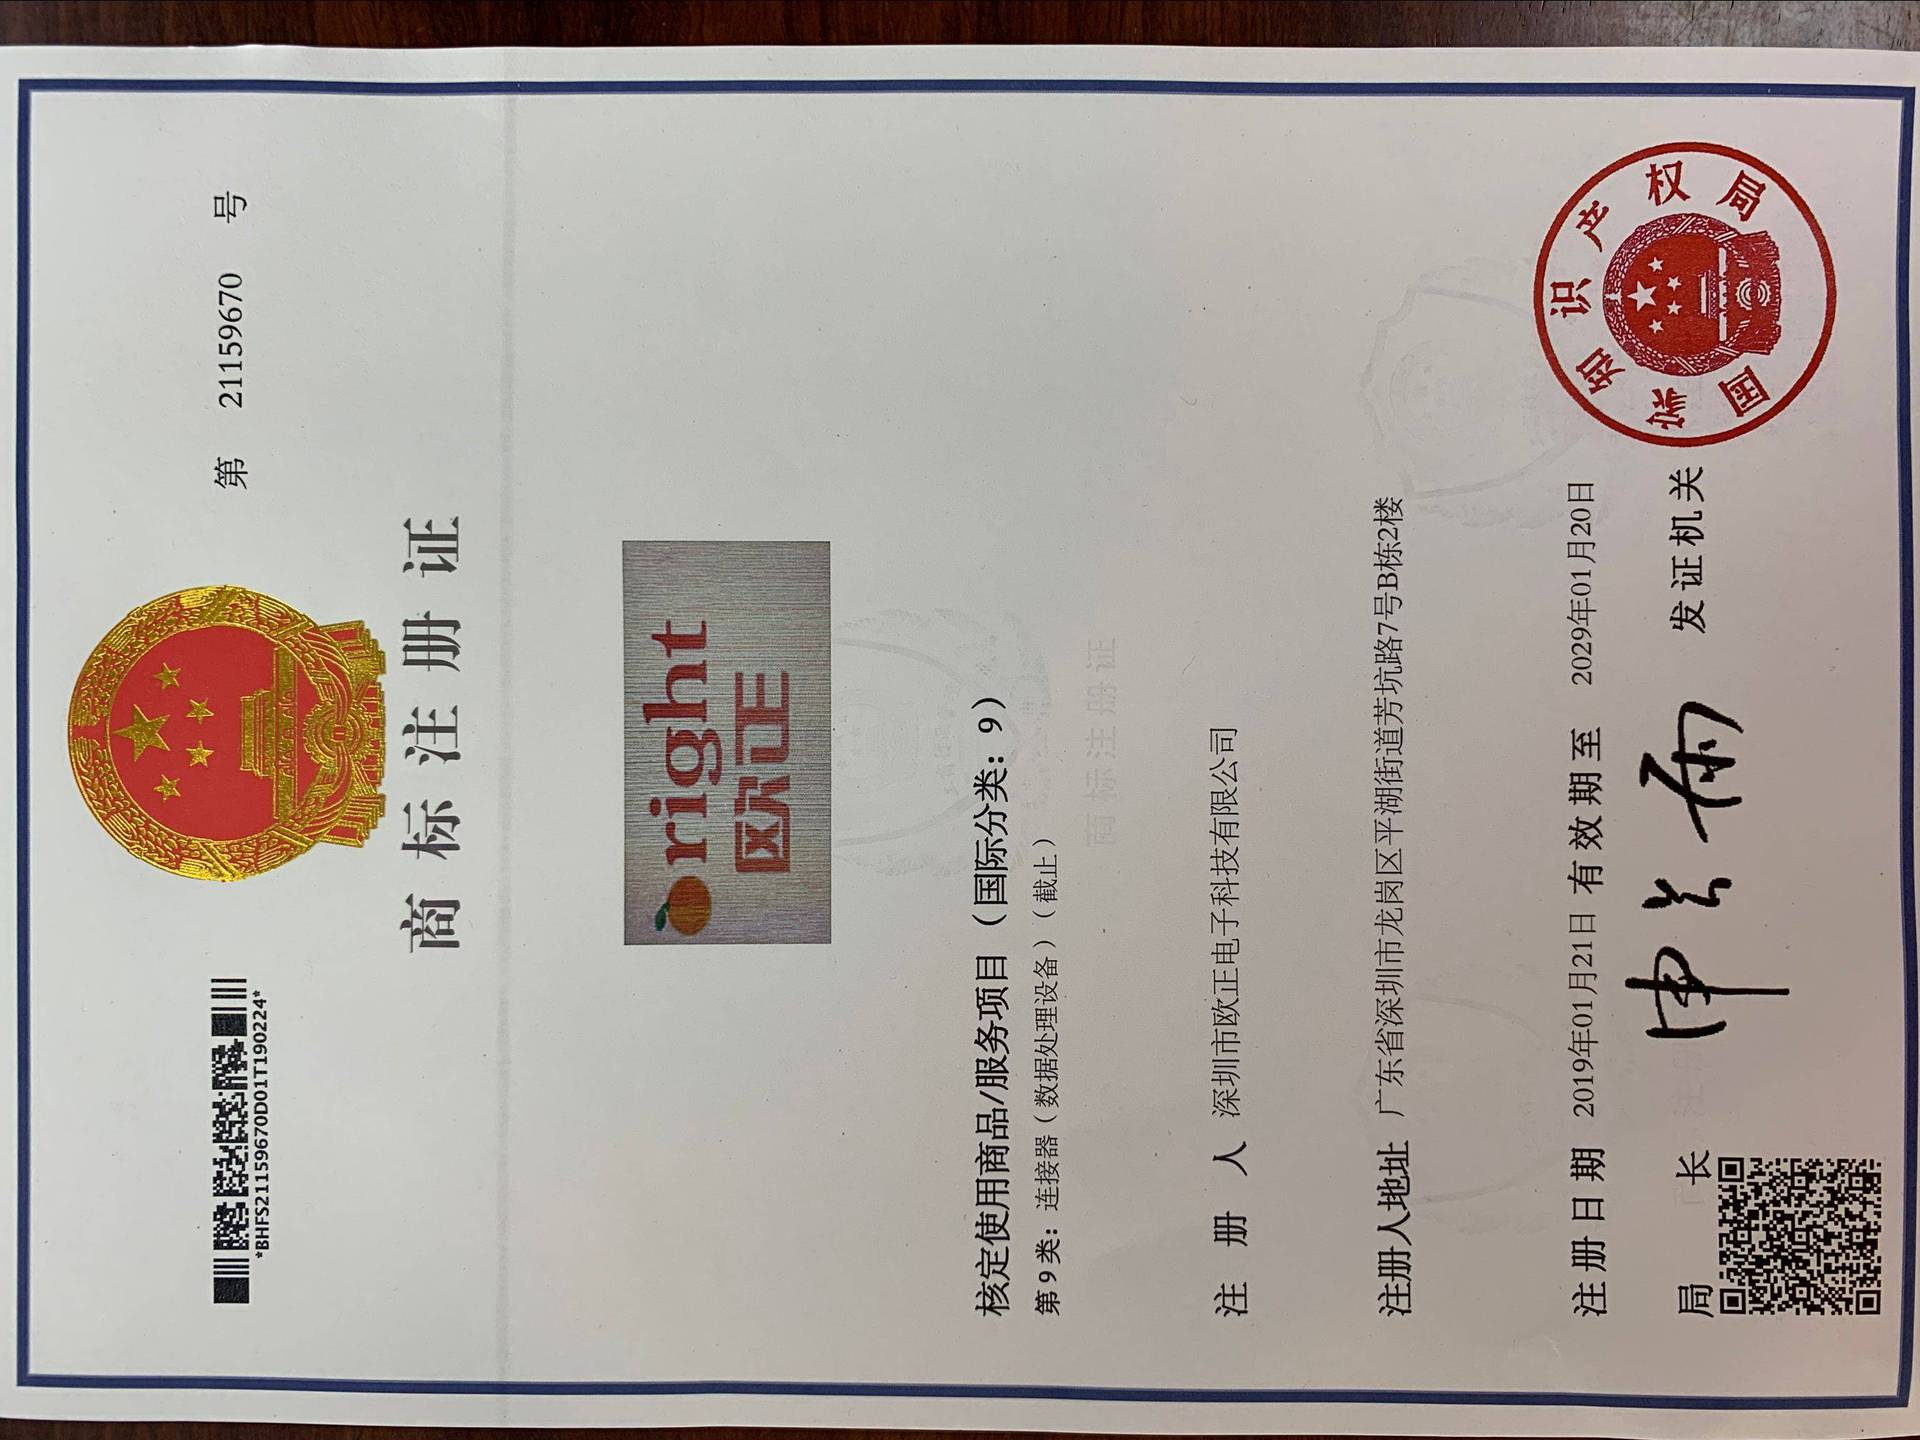 第 21159670 号
*BHFS21159670D01T190224*
商标注册证
right
欧正
核定使用商品/服务项目（国际分类：9）
第9类：连接器（数据处理设备）（截止）
注册人 深圳市欧正电子科技有限公司
注册人地址 广东省深圳市龙岗区平湖街道芳坑路7号B栋2楼
注册日期 2019年01月21日 有效期至 2029年01月20日
局长 申长雨 发证机关
国家知识产权局